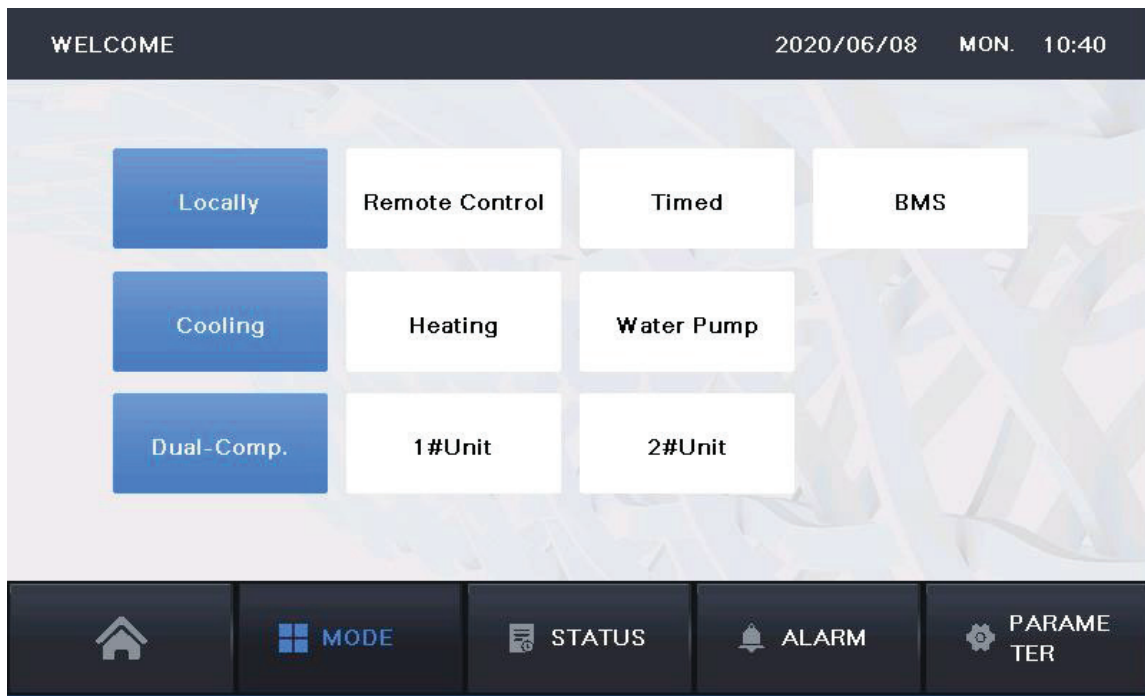 WELCOME 2020/06/08 MON. 10:40
Locally Remote Control Timed BMS
Cooling Heating Water Pump
Dual-Comp. 1#Unit 2#Unit
MODE STATUS ALARM PARAME
TER